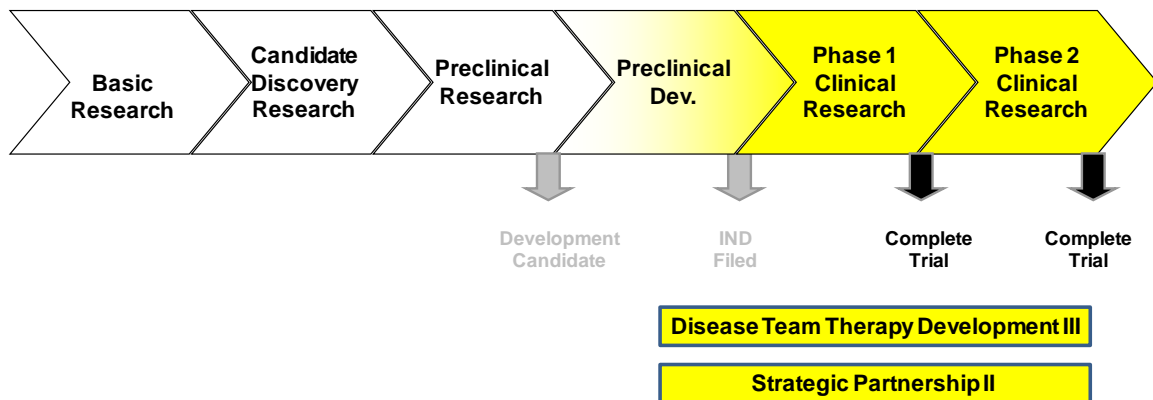 Basic
Research
Candidate
Discovery
Research
Preclinical
Research
Preclinical
Dev.
Phase 1
Clinical
Research
Phase 2
Clinical
Research
Development
Candidate
IND
Filed
Complete
Trial
Complete
Trial
Disease Team Therapy Development III
Strategic Partnership II